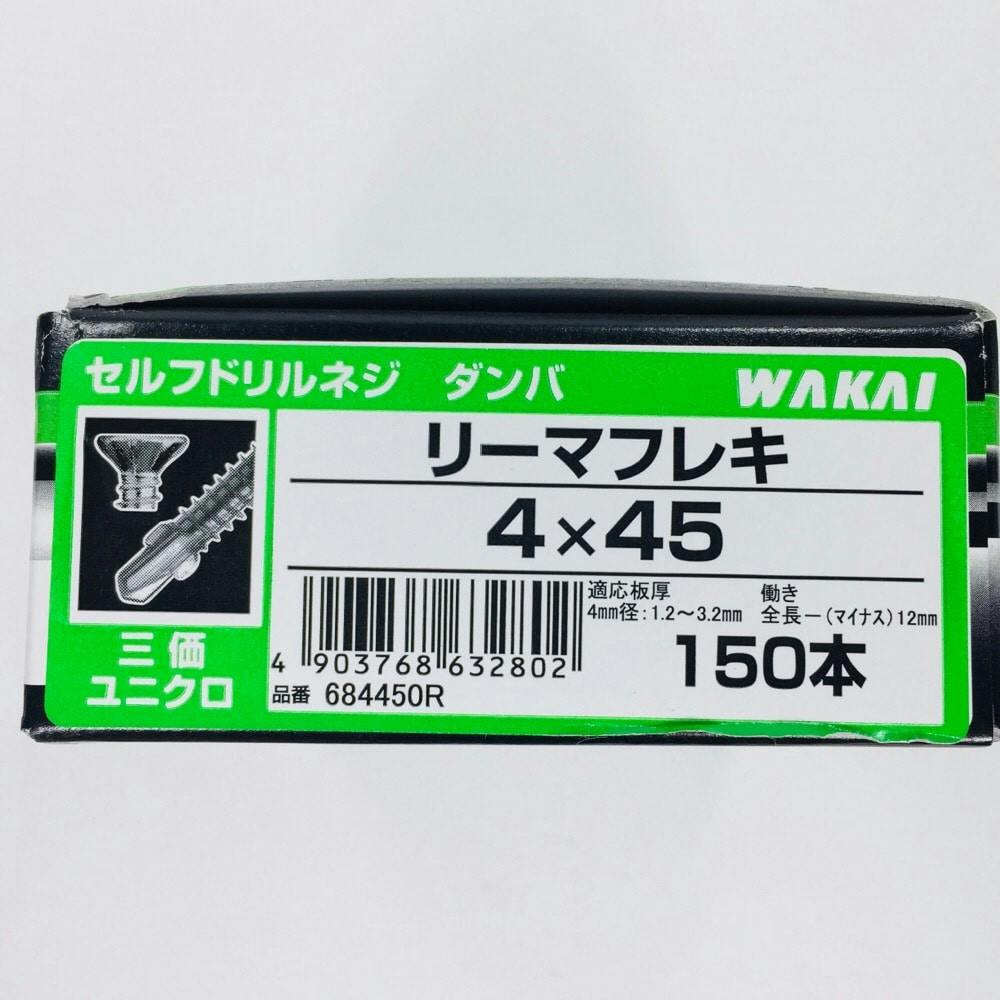 セルフドリルネジ ダンバ WAKAI
リーマフレキ
4×45
適応板厚 働き
4mm径:1.2〜3.2mm 全長ー(マイナス)12mm
150本
4 903768 632802
品番 684450R
三価
ユニクロ